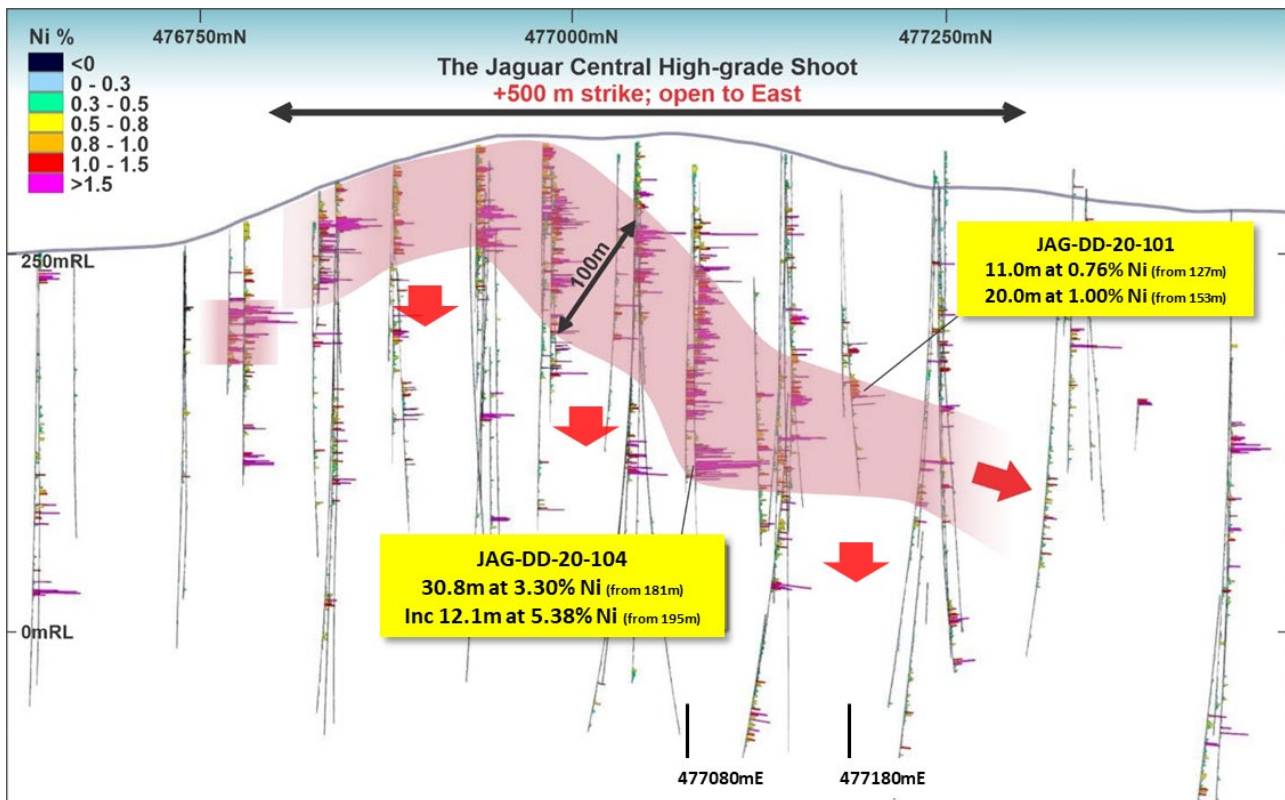 Ni %
<0
0 - 0.3
0.3 - 0.5
0.5 - 0.8
0.8 - 1.0
1.0 - 1.5
>1.5
476750mN
477000mN
477250mN
The Jaguar Central High-grade Shoot
+500 m strike; open to East
250mRL
100m
JAG-DD-20-101
11.0m at 0.76% Ni (from 127m)
20.0m at 1.00% Ni (from 153m)
JAG-DD-20-104
30.8m at 3.30% Ni (from 181m)
Inc 12.1m at 5.38% Ni (from 195m)
0mRL
477080mE
477180mE